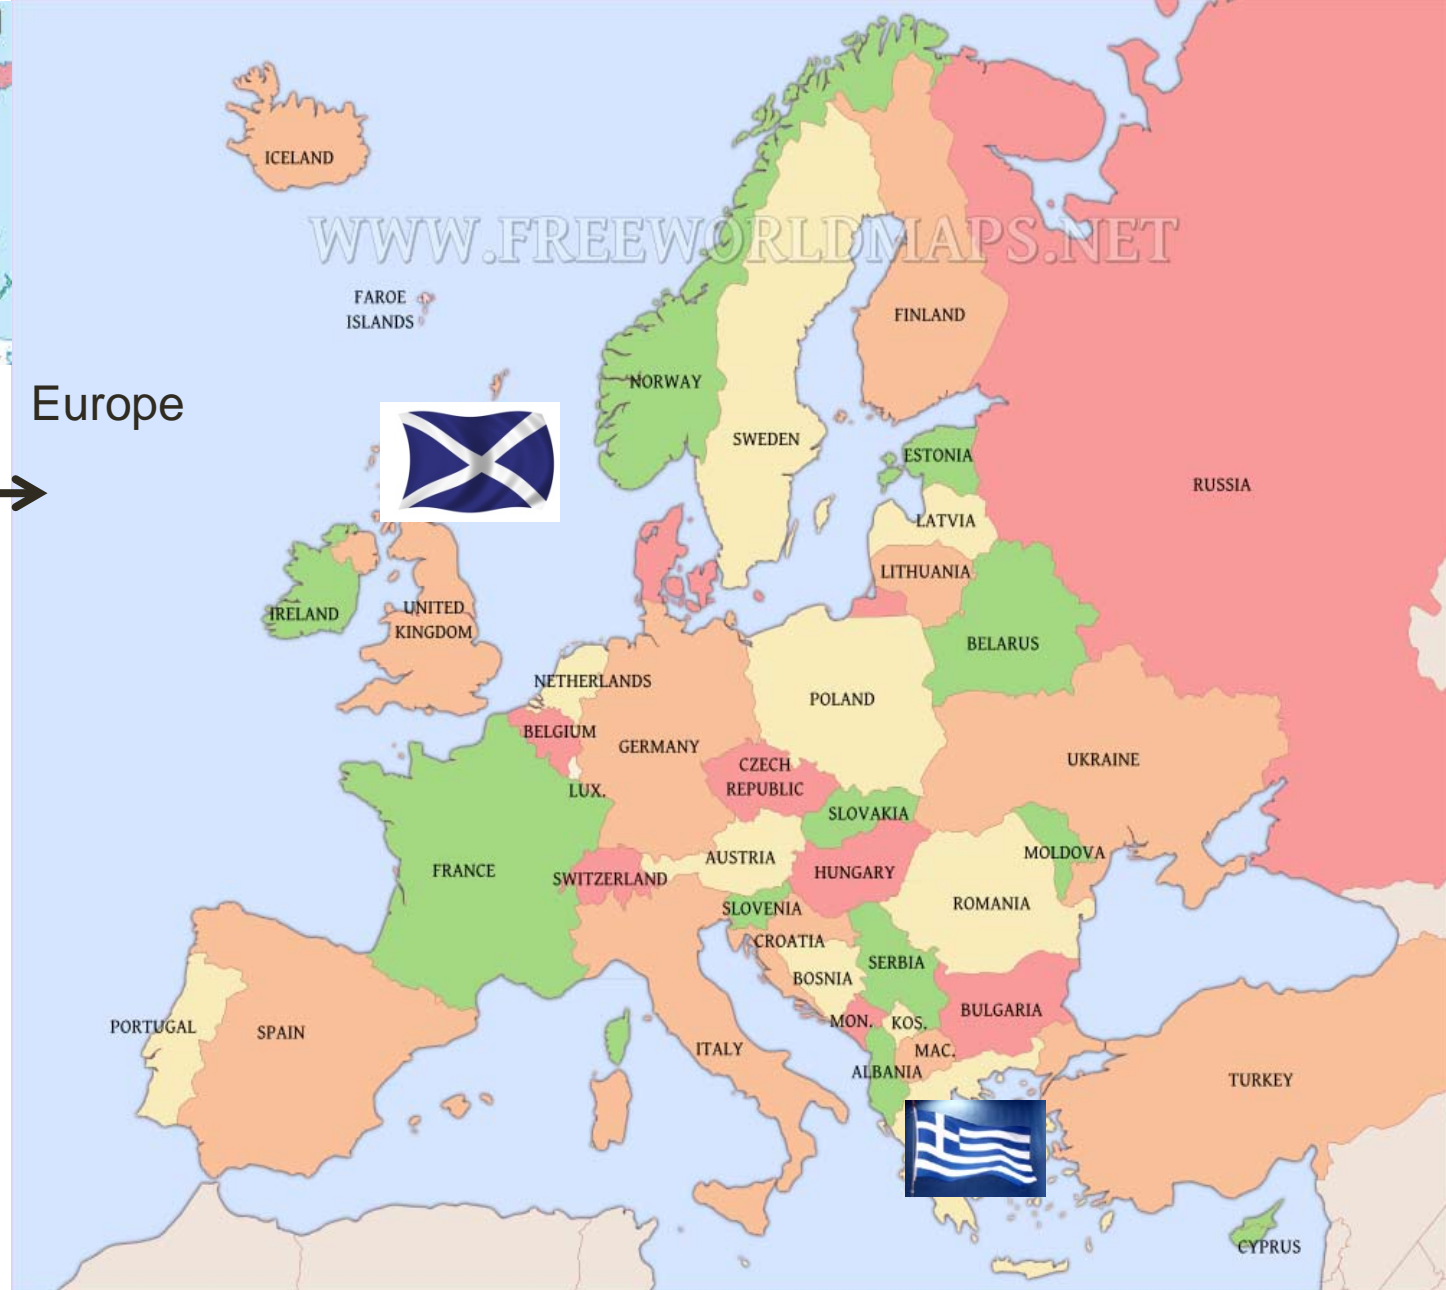 ICELAND
WWW.FREEWORLDMAPS.NET
FAROE
ISLANDS
FINLAND
NORWAY
Europe
SWEDEN
ESTONIA
RUSSIA
LATVIA
LITHUANIA
IRELAND
UNITED
KINGDOM
BELARUS
NETHERLANDS
POLAND
BELGIUM
GERMANY
UKRAINE
CZECH
REPUBLIC
LUX.
SLOVAKIA
MOLDOVA
AUSTRIA
FRANCE
SWITZERLAND
HUNGARY
SLOVENIA
ROMANIA
CROATIA
SERBIA
BOSNIA
BULGARIA
MON.
KOS.
PORTUGAL
SPAIN
ITALY
MAC.
ALBANIA
TURKEY
CYPRUS